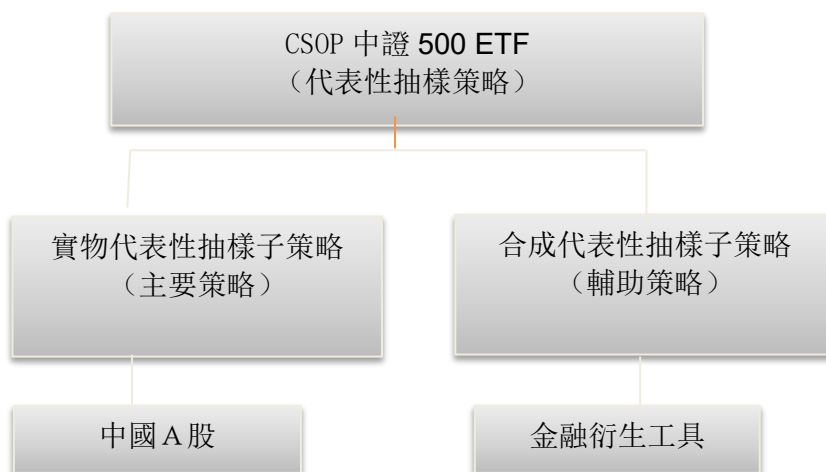 CSOP 中證 500 ETF
（代表性抽樣策略）
實物代表性抽樣子策略
（主要策略）
合成代表性抽樣子策略
（輔助策略）
中國Ａ股
金融衍生工具